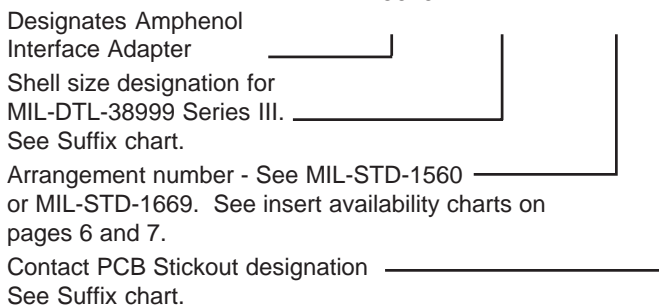 Designates Amphenol
Interface Adapter
Shell size designation for
MIL-DTL-38999 Series III.
See Suffix chart.
Arrangement number - See MIL-STD-1560
or MIL-STD-1669. See insert availability charts on
pages 6 and 7.
Contact PCB Stickout designation
See Suffix chart.